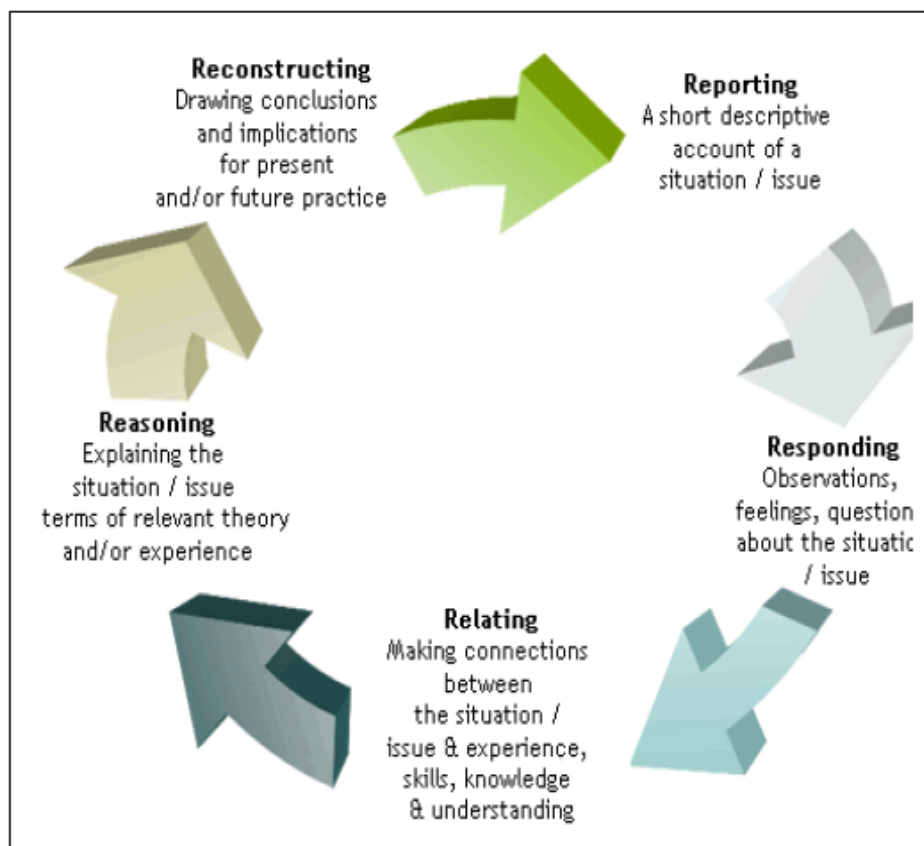 Reconstructing
Drawing conclusions
and implications
for present
and/or future practice
Reporting
A short descriptive
account of a
situation / issue
Responding
Observations,
feelings, question
about the situatic
/ issue
Relating
Making connections
between
the situation /
issue & experience,
skills, knowledge
& understanding
Reasoning
Explaining the
situation / issue
terms of relevant theory
and/or experience